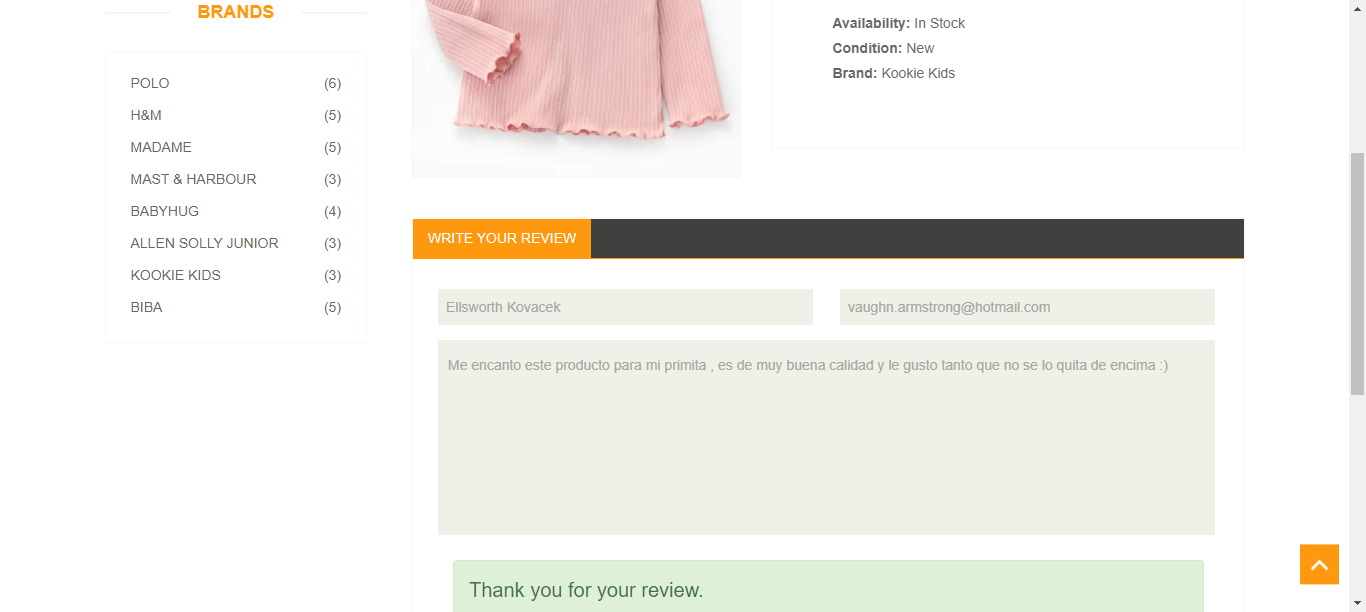 BRANDS
POLO (6)
H&M (5)
MADAME (5)
MAST & HARBOUR (3)
BABYHUG (4)
ALLEN SOLLY JUNIOR (3)
KOOKIE KIDS (3)
BIBA (5)
Availability: In Stock
Condition: New
Brand: Kookie Kids
WRITE YOUR REVIEW
Ellsworth Kovacek
vaughn.armstrong@hotmail.com
Me encanto este producto para mi primita , es de muy buena calidad y le gusto tanto que no se lo quita de encima :)
Thank you for your review.